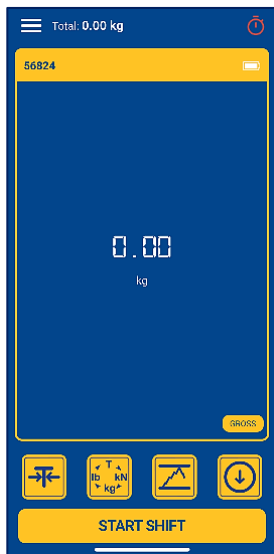 Total: 0.00 kg
56824
0.00
kg
GROSS
T
T
lb kN
kg
START SHIFT